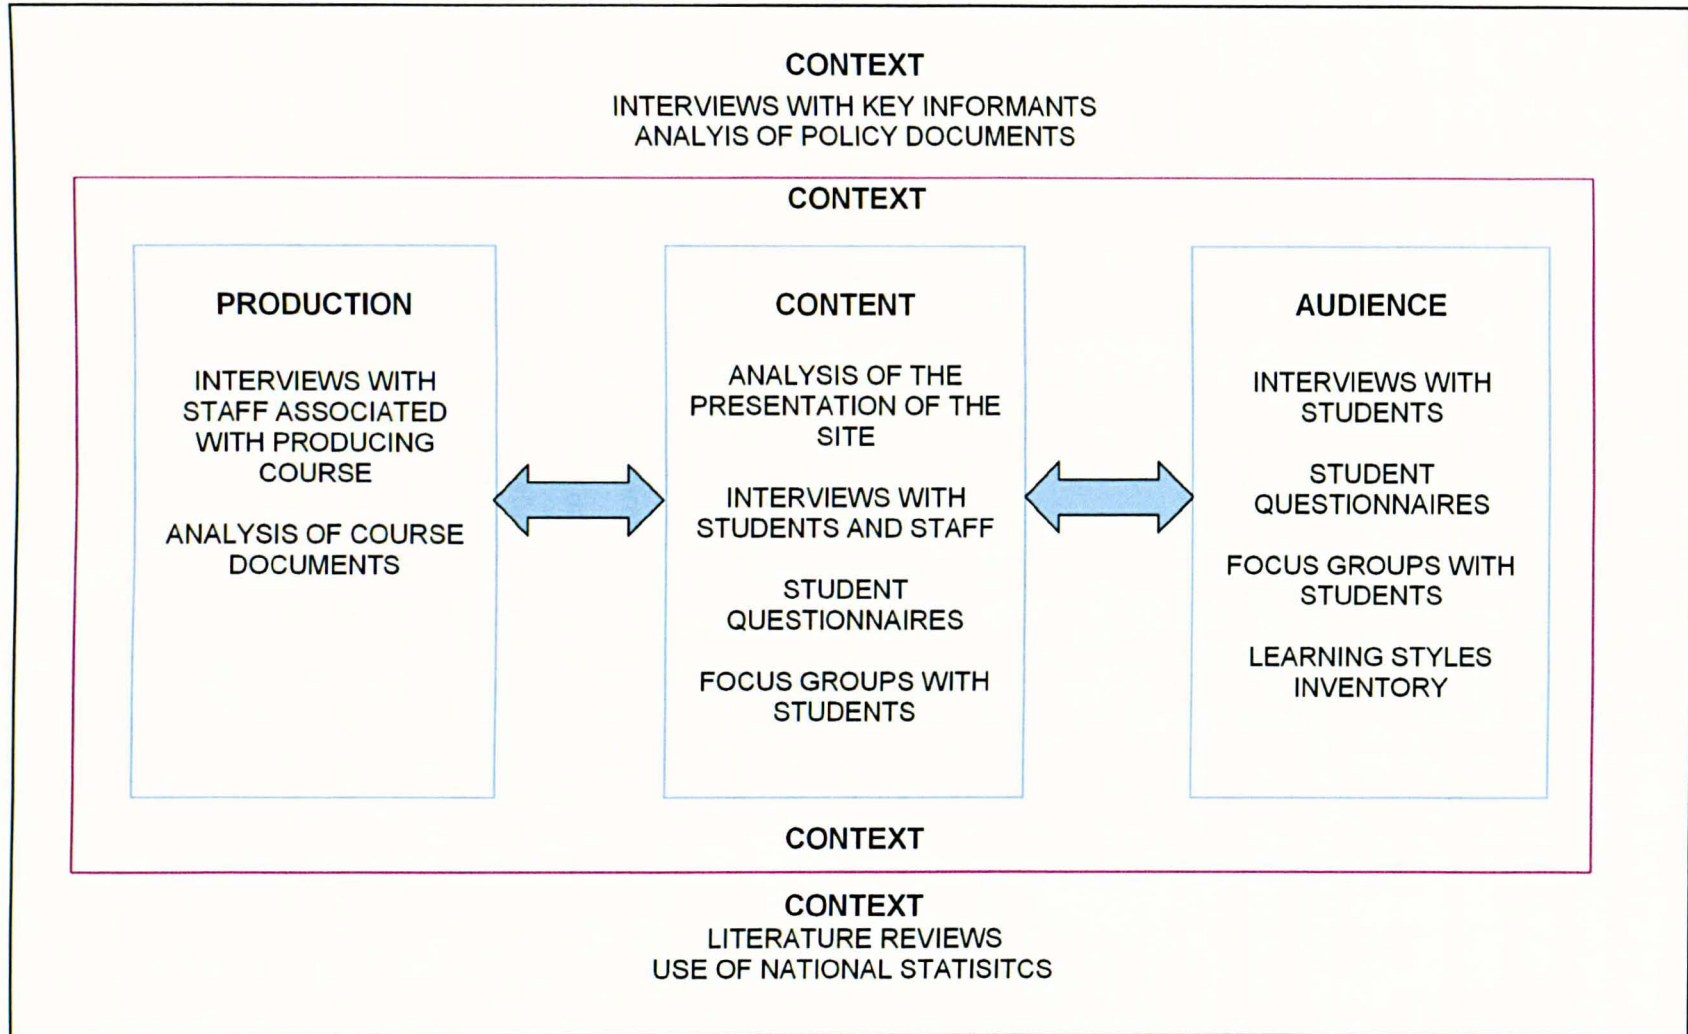 CONTEXT
INTERVIEWS WITH KEY INFORMANTS
ANALYIS OF POLICY DOCUMENTS
CONTEXT
PRODUCTION
INTERVIEWS WITH
STAFF ASSOCIATED
WITH PRODUCING
COURSE
ANALYSIS OF COURSE
DOCUMENTS
CONTENT
ANALYSIS OF THE
PRESENTATION OF THE
SITE
INTERVIEWS WITH
STUDENTS AND STAFF
STUDENT
QUESTIONNAIRES
FOCUS GROUPS WITH
STUDENTS
AUDIENCE
INTERVIEWS WITH
STUDENTS
STUDENT
QUESTIONNAIRES
FOCUS GROUPS WITH
STUDENTS
LEARNING STYLES
INVENTORY
CONTEXT
CONTEXT
LITERATURE REVIEWS
USE OF NATIONAL STATISITCS